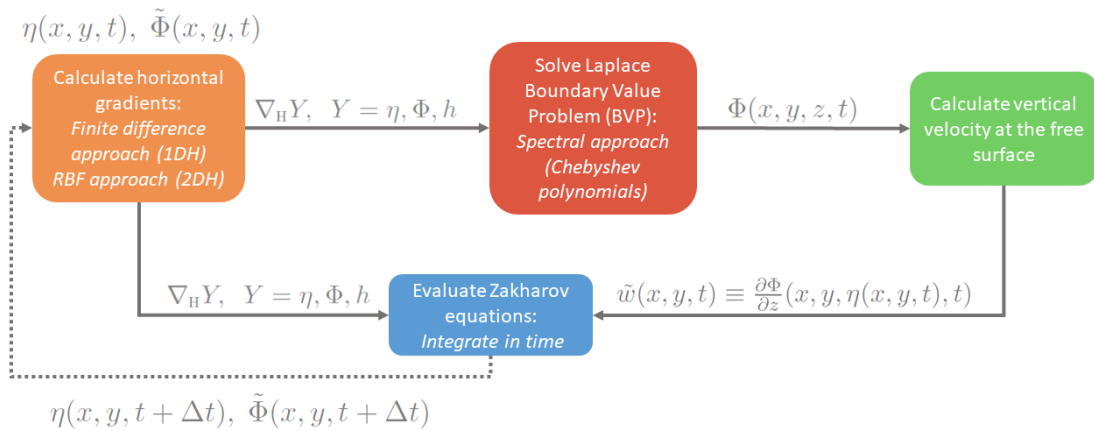 η(x, y, t), Φ̃(x, y, t)
Calculate horizontal
gradients:
Finite difference
approach (1DH)
RBF approach (2DH)
∇_H Y, Y = η, Φ, h
Solve Laplace
Boundary Value
Problem (BVP):
Spectral approach
(Chebyshev
polynomials)
Φ(x, y, z, t)
Calculate vertical
velocity at the free
surface
∇_H Y, Y = η, Φ, h
Evaluate Zakharov
equations:
Integrate in time
w̃(x, y, t) ≡ ∂Φ/∂z (x, y, η(x, y, t), t)
η(x, y, t + Δt), Φ̃(x, y, t + Δt)